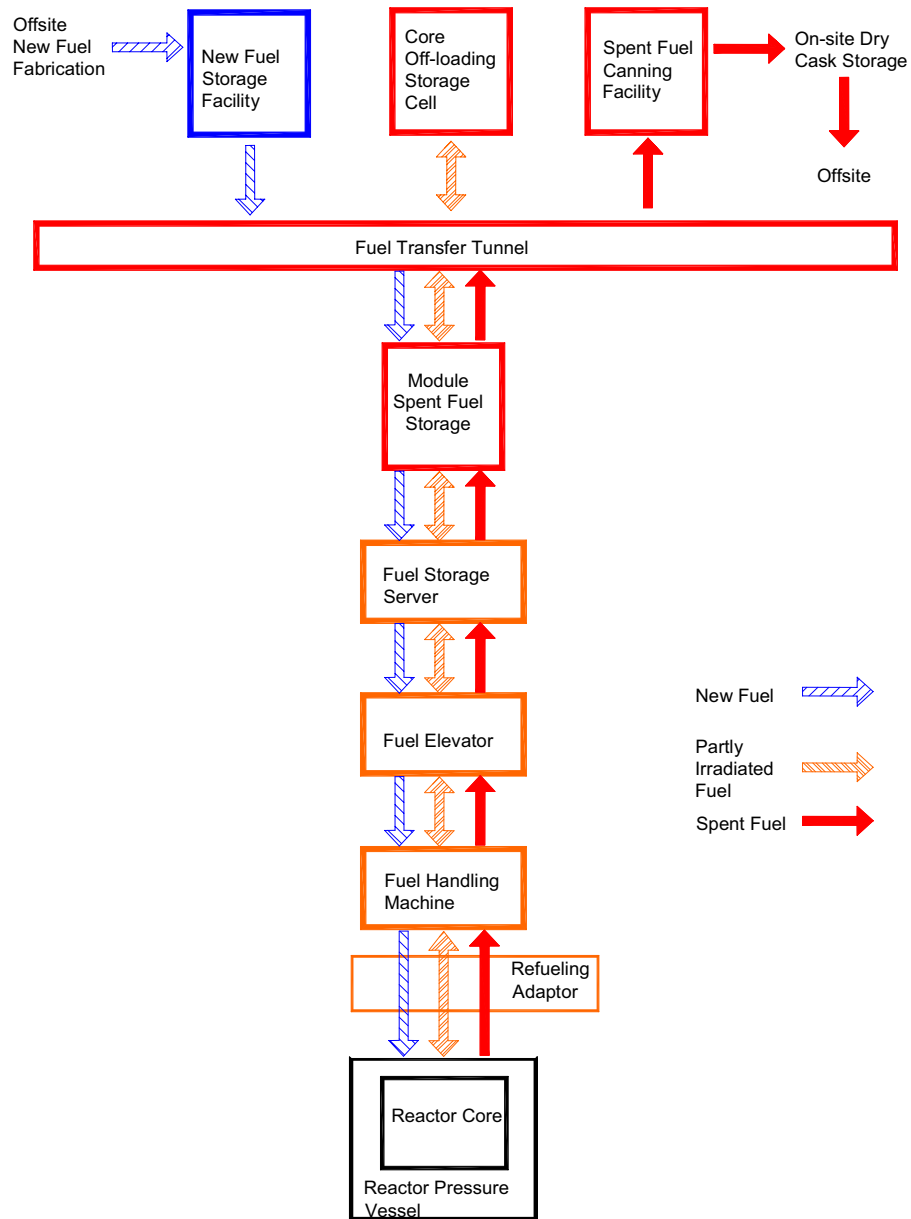 Offsite
New Fuel
Fabrication
New Fuel
Storage
Facility
Core
Off-loading
Storage
Cell
Spent Fuel
Canning
Facility
On-site Dry
Cask Storage
Offsite
Fuel Transfer Tunnel
Module
Spent Fuel
Storage
Fuel Storage
Server
Fuel Elevator
Fuel Handling
Machine
Refueling
Adaptor
Reactor Core
Reactor Pressure
Vessel
New Fuel
Partly
Irradiated
Fuel
Spent Fuel